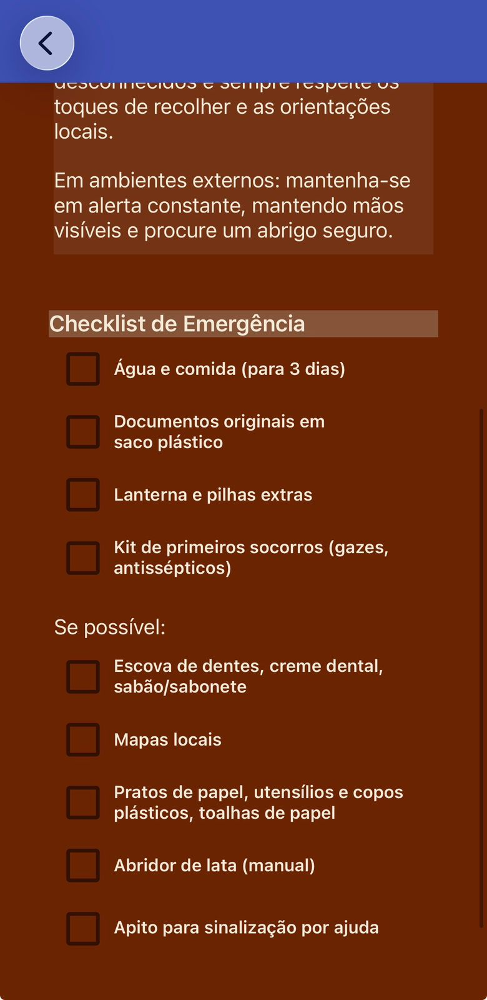 desconhecidos e sempre respeite os
toques de recolher e as orientações
locais.
Em ambientes externos: mantenha-se
em alerta constante, mantendo mãos
visíveis e procure um abrigo seguro.
Checklist de Emergência
Água e comida (para 3 dias)
Documentos originais em
saco plástico
Lanterna e pilhas extras
Kit de primeiros socorros (gazes,
antissépticos)
Se possível:
Escova de dentes, creme dental,
sabão/sabonete
Mapas locais
Pratos de papel, utensílios e copos
plásticos, toalhas de papel
Abridor de lata (manual)
Apito para sinalização por ajuda